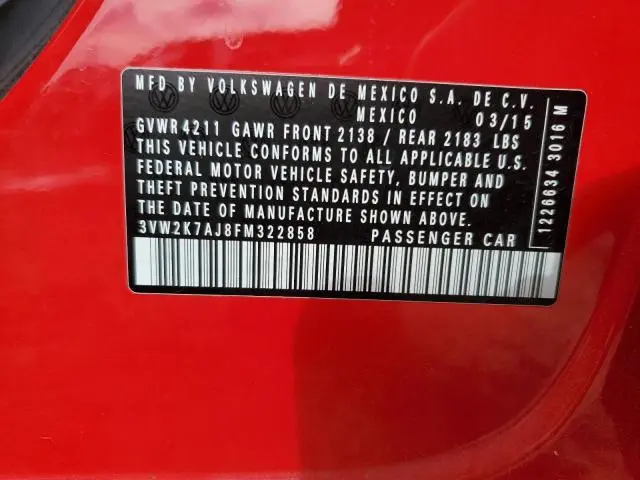 MFD BY VOLKSWAGEN DE MEXICO S.A. DE C.V.
MEXICO 03/15
GVWR 4211 GAWR FRONT 2138 / REAR 2183 LBS
THIS VEHICLE CONFORMS TO ALL APPLICABLE U.S.
FEDERAL MOTOR VEHICLE SAFETY, BUMPER AND
THEFT PREVENTION STANDARDS IN EFFECT ON
THE DATE OF MANUFACTURE SHOWN ABOVE.
3VW2K7AJ8FM322858 PASSENGER CAR
1226634 3016 M